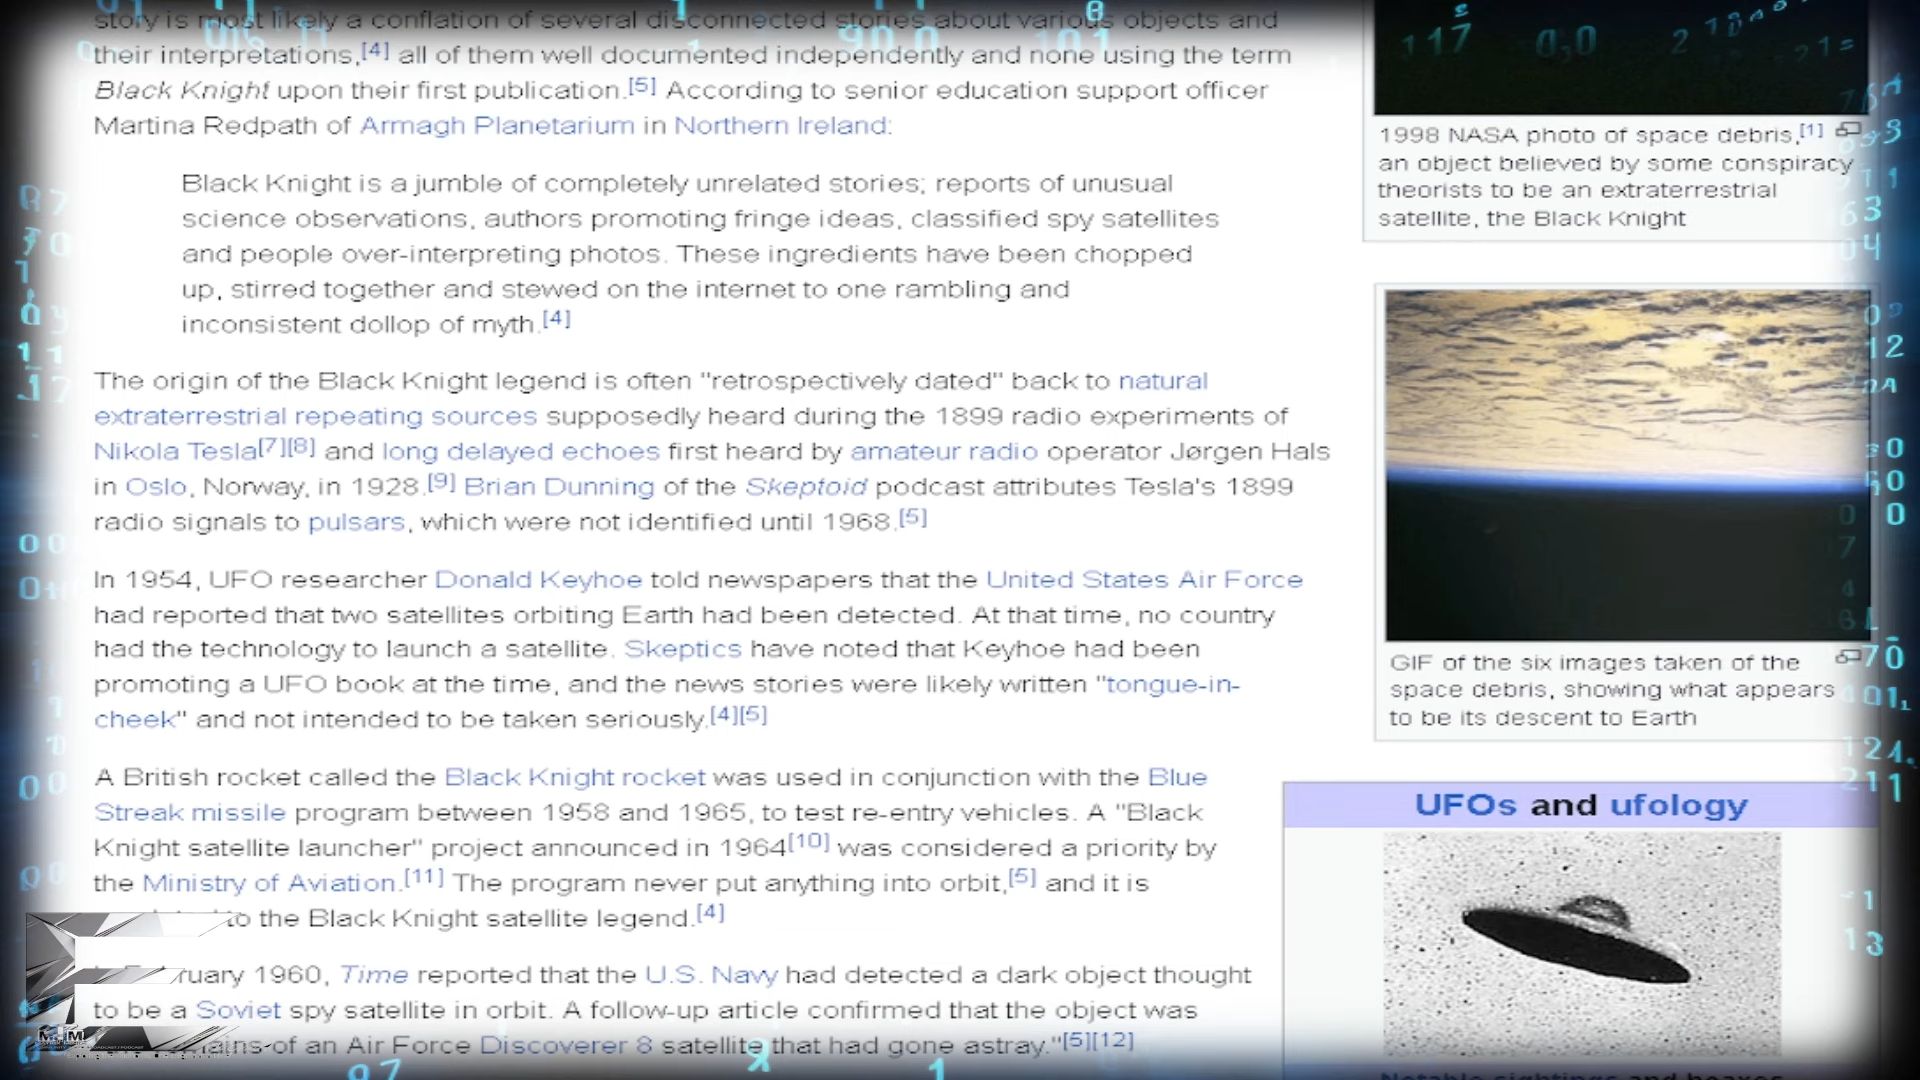 story is most likely a conflation of several disconnected stories about various objects and
their interpretations,[4] all of them well documented independently and none using the term
Black Knight upon their first publication.[5] According to senior education support officer
Martina Redpath of Armagh Planetarium in Northern Ireland:
Black Knight is a jumble of completely unrelated stories; reports of unusual
science observations, authors promoting fringe ideas, classified spy satellites
and people over-interpreting photos. These ingredients have been chopped
up, stirred together and stewed on the internet to one rambling and
inconsistent dollop of myth.[4]
The origin of the Black Knight legend is often "retrospectively dated" back to natural
extraterrestrial repeating sources supposedly heard during the 1899 radio experiments of
Nikola Tesla[7][8] and long delayed echoes first heard by amateur radio operator Jørgen Hals
in Oslo, Norway, in 1928.[9] Brian Dunning of the Skeptoid podcast attributes Tesla's 1899
radio signals to pulsars, which were not identified until 1968.[5]
In 1954, UFO researcher Donald Keyhoe told newspapers that the United States Air Force
had reported that two satellites orbiting Earth had been detected. At that time, no country
had the technology to launch a satellite. Skeptics have noted that Keyhoe had been
promoting a UFO book at the time, and the news stories were likely written "tongue-in-
cheek" and not intended to be taken seriously.[4][5]
A British rocket called the Black Knight rocket was used in conjunction with the Blue
Streak missile program between 1958 and 1965, to test re-entry vehicles. A "Black
Knight satellite launcher" project announced in 1964[10] was considered a priority by
the Ministry of Aviation.[11] The program never put anything into orbit,[5] and it is
to the Black Knight satellite legend.[4]
1960, Time reported that the U.S. Navy had detected a dark object thought
to be a Soviet spy satellite in orbit. A follow-up article confirmed that the object was
of an Air Force Discoverer 8 satellite that had gone astray."[5][12]
1998 NASA photo of space debris,[1]
an object believed by some conspiracy
theorists to be an extraterrestrial
satellite, the Black Knight
GIF of the six images taken of the
space debris, showing what appears
to be its descent to Earth
UFOs and ufology